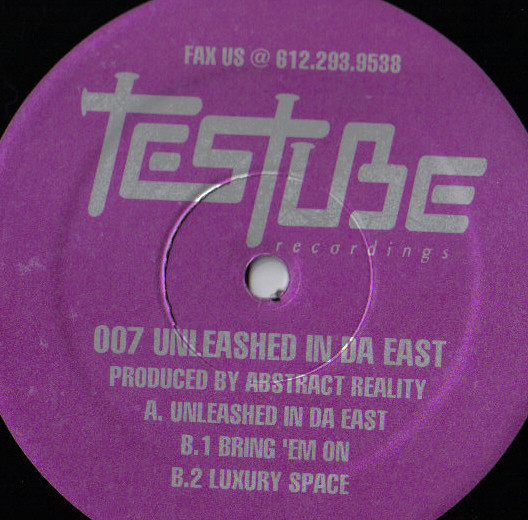 FAX US @ 612.293.9538
TESTUBE
recordings
007 UNLEASHED IN DA EAST
PRODUCED BY ABSTRACT REALITY
A. UNLEASHED IN DA EAST
B.1 BRING 'EM ON
B.2 LUXURY SPACE